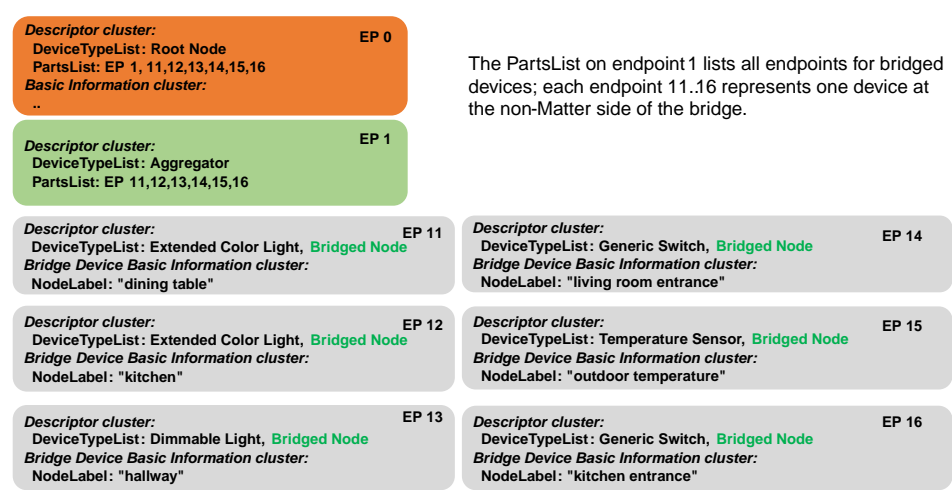 Descriptor cluster:
EP 0
DeviceTypeList: Root Node
PartsList: EP 1, 11,12,13,14,15,16
Basic Information cluster:
..
The PartsList on endpoint 1 lists all endpoints for bridged
devices; each endpoint 11..16 represents one device at
the non-Matter side of the bridge.
EP 1
Descriptor cluster:
DeviceTypeList: Aggregator
PartsList: EP 11,12,13,14,15,16
Descriptor cluster:
EP 11
DeviceTypeList: Extended Color Light, Bridged Node
Bridge Device Basic Information cluster:
NodeLabel: "dining table"
Descriptor cluster:
EP 14
DeviceTypeList: Generic Switch, Bridged Node
Bridge Device Basic Information cluster:
NodeLabel: "living room entrance"
Descriptor cluster:
EP 12
DeviceTypeList: Extended Color Light, Bridged Node
Bridge Device Basic Information cluster:
NodeLabel: "kitchen"
Descriptor cluster:
EP 15
DeviceTypeList: Temperature Sensor, Bridged Node
Bridge Device Basic Information cluster:
NodeLabel: "outdoor temperature"
Descriptor cluster:
EP 13
DeviceTypeList: Dimmable Light, Bridged Node
Bridge Device Basic Information cluster:
NodeLabel: "hallway"
Descriptor cluster:
EP 16
DeviceTypeList: Generic Switch, Bridged Node
Bridge Device Basic Information cluster:
NodeLabel: "kitchen entrance"